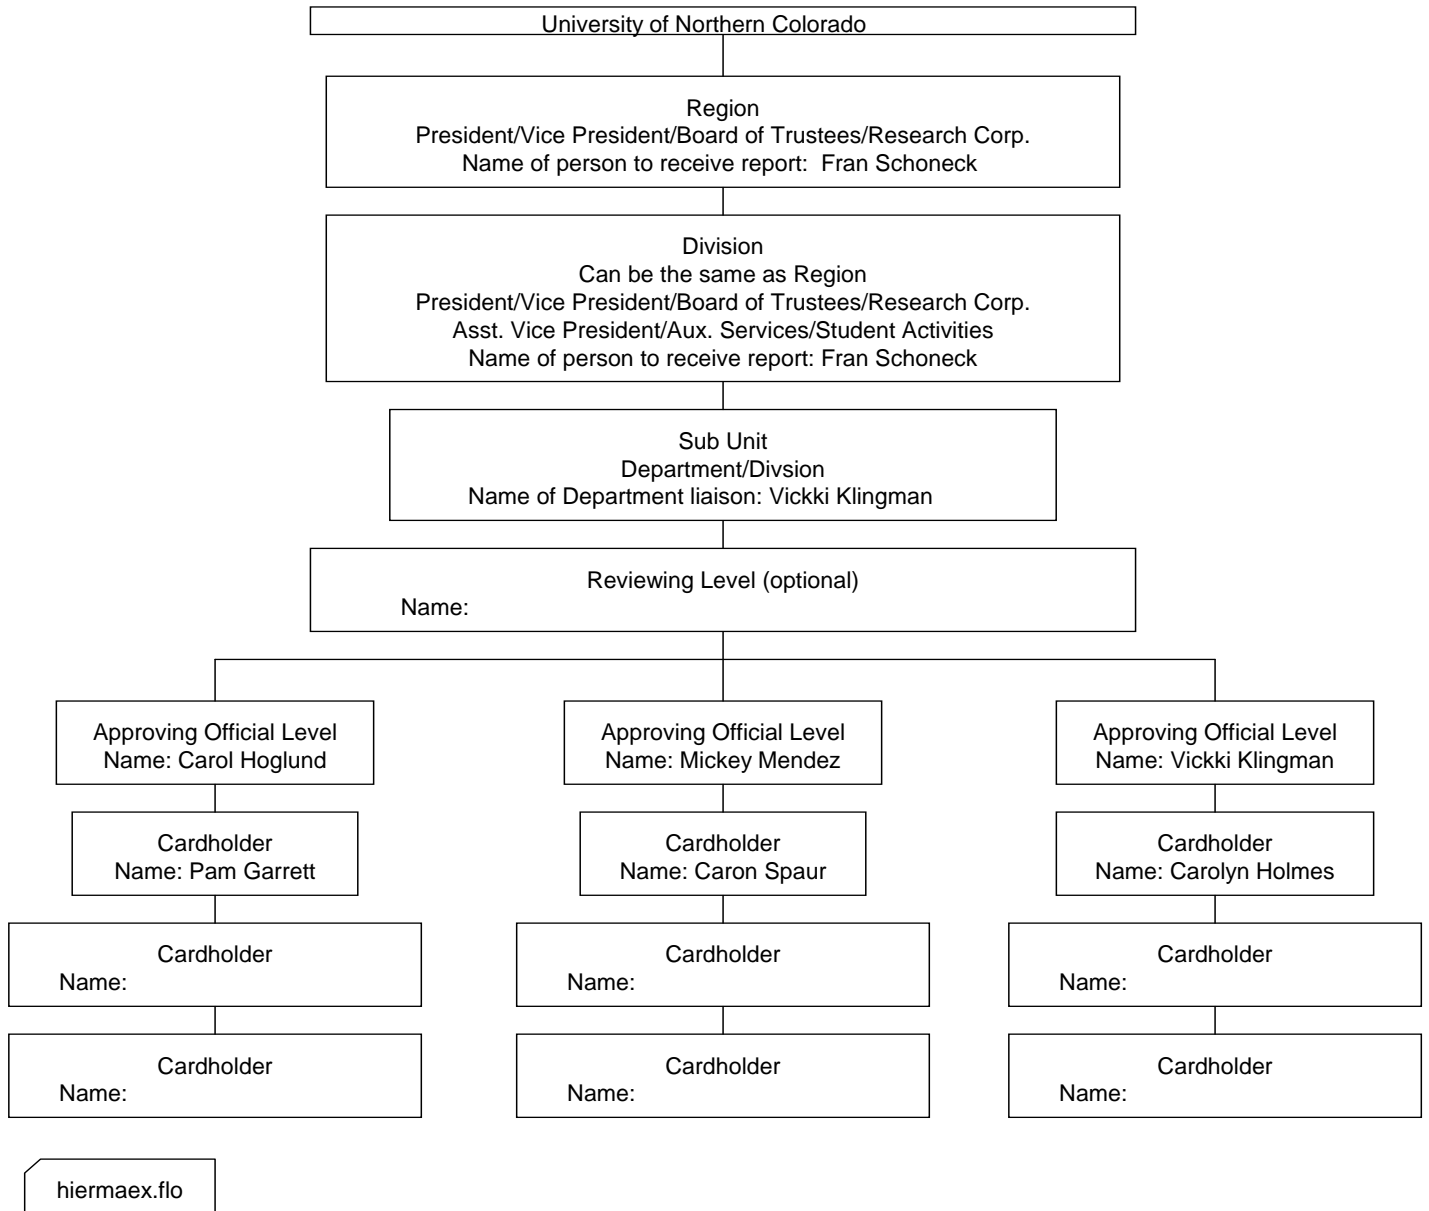 University of Northern Colorado
Region
President/Vice President/Board of Trustees/Research Corp.
Name of person to receive report:  Fran Schoneck
Division
Can be the same as Region
President/Vice President/Board of Trustees/Research Corp.
Asst. Vice President/Aux. Services/Student Activities
Name of person to receive report: Fran Schoneck
Sub Unit
Department/Divsion
Name of Department liaison: Vickki Klingman
Reviewing Level (optional)
Name:
Approving Official Level
Name: Carol Hoglund
Approving Official Level
Name: Mickey Mendez
Approving Official Level
Name: Vickki Klingman
Cardholder
Name: Pam Garrett
Cardholder
Name: Caron Spaur
Cardholder
Name: Carolyn Holmes
Cardholder
Name:
Cardholder
Name:
Cardholder
Name:
Cardholder
Name:
Cardholder
Name:
Cardholder
Name:
hiermaex.flo